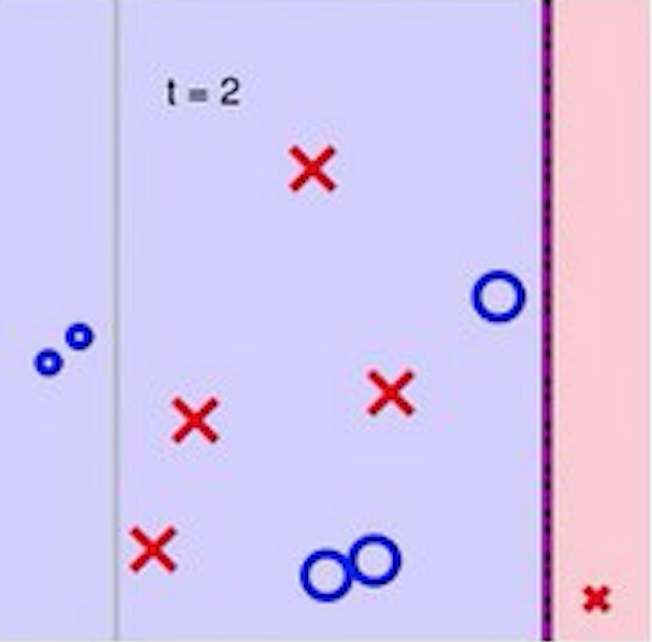 t = 2